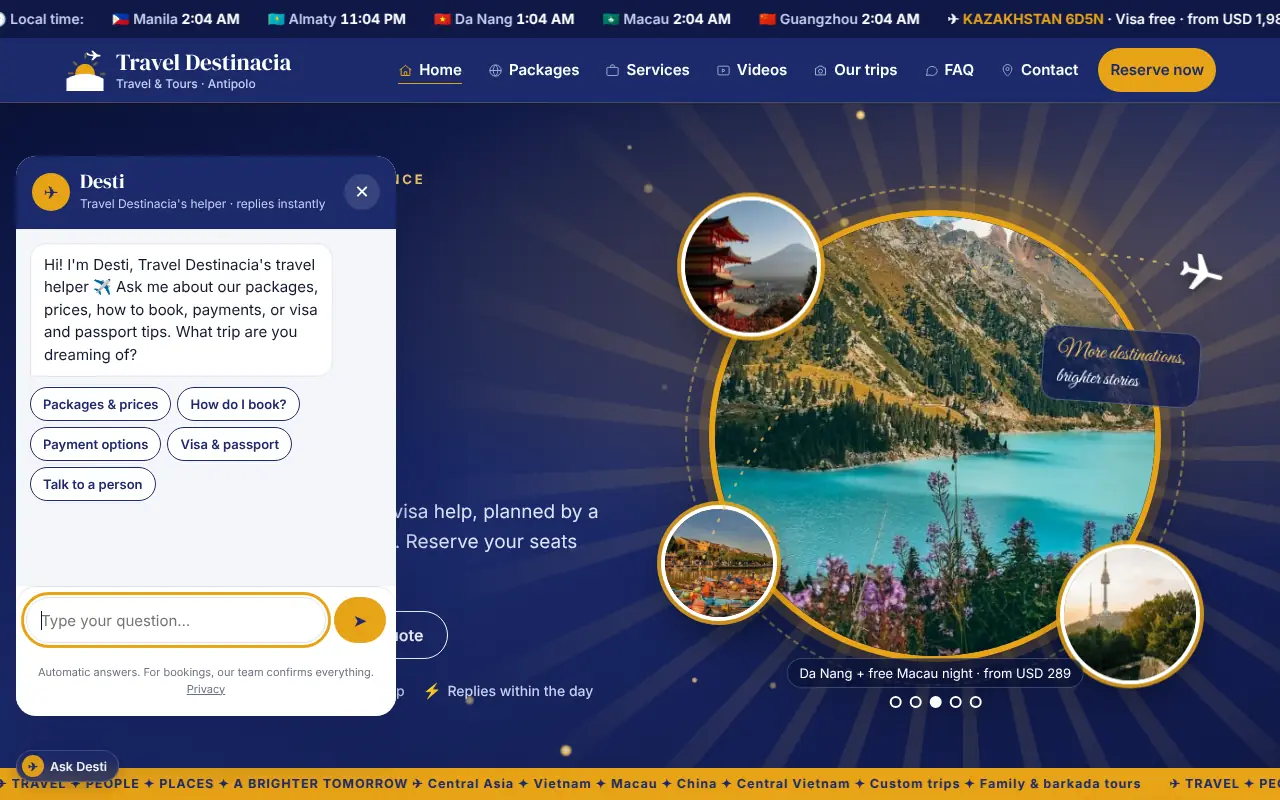 Local time: Manila 2:04 AM Almaty 11:04 PM Da Nang 1:04 AM Macau 2:04 AM Guangzhou 2:04 AM ✈ KAZAKHSTAN 6D5N · Visa free · from USD 1,98
Travel Destinacia
Travel & Tours · Antipolo
Home Packages Services Videos Our trips FAQ Contact Reserve now
Desti
Travel Destinacia's helper · replies instantly
NCE
Hi! I'm Desti, Travel Destinacia's travel
helper ✈️ Ask me about our packages,
prices, how to book, payments, or visa
and passport tips. What trip are you
dreaming of?
Packages & prices How do I book?
Payment options Visa & passport
Talk to a person
More destinations,
brighter stories
visa help, planned by a
. Reserve your seats
Type your question...
uote
Automatic answers. For bookings, our team confirms everything.
Privacy
p ⚡ Replies within the day
Da Nang + free Macau night · from USD 289
Ask Desti
✈ TRAVEL ✦ PEOPLE ✦ PLACES ✦ A BRIGHTER TOMORROW ✈ Central Asia ✦ Vietnam ✦ Macau ✦ China ✦ Central Vietnam ✦ Custom trips ✦ Family & barkada tours ✈ TRAVEL ✦ PE